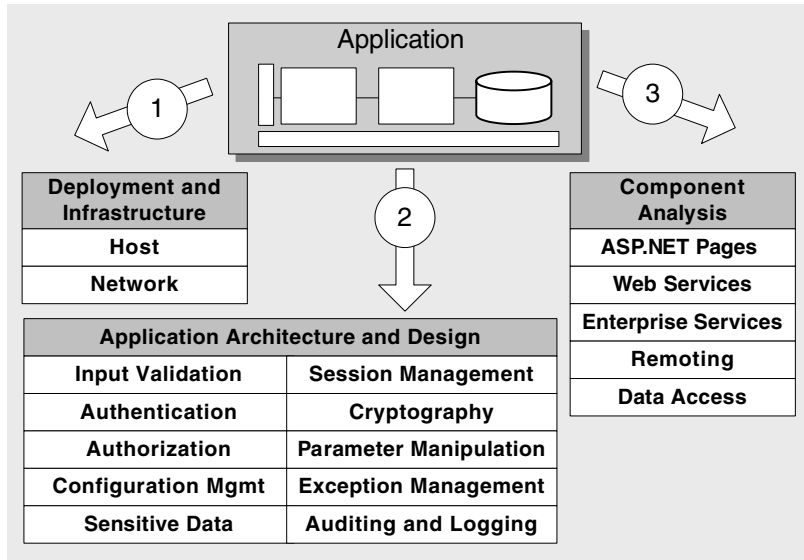 Application
1
3
2
Deployment and
Infrastructure
Host
Network
Component
Analysis
ASP.NET Pages
Web Services
Enterprise Services
Remoting
Data Access
Application Architecture and Design
Input Validation
Session Management
Authentication
Cryptography
Authorization
Parameter Manipulation
Configuration Mgmt
Exception Management
Sensitive Data
Auditing and Logging